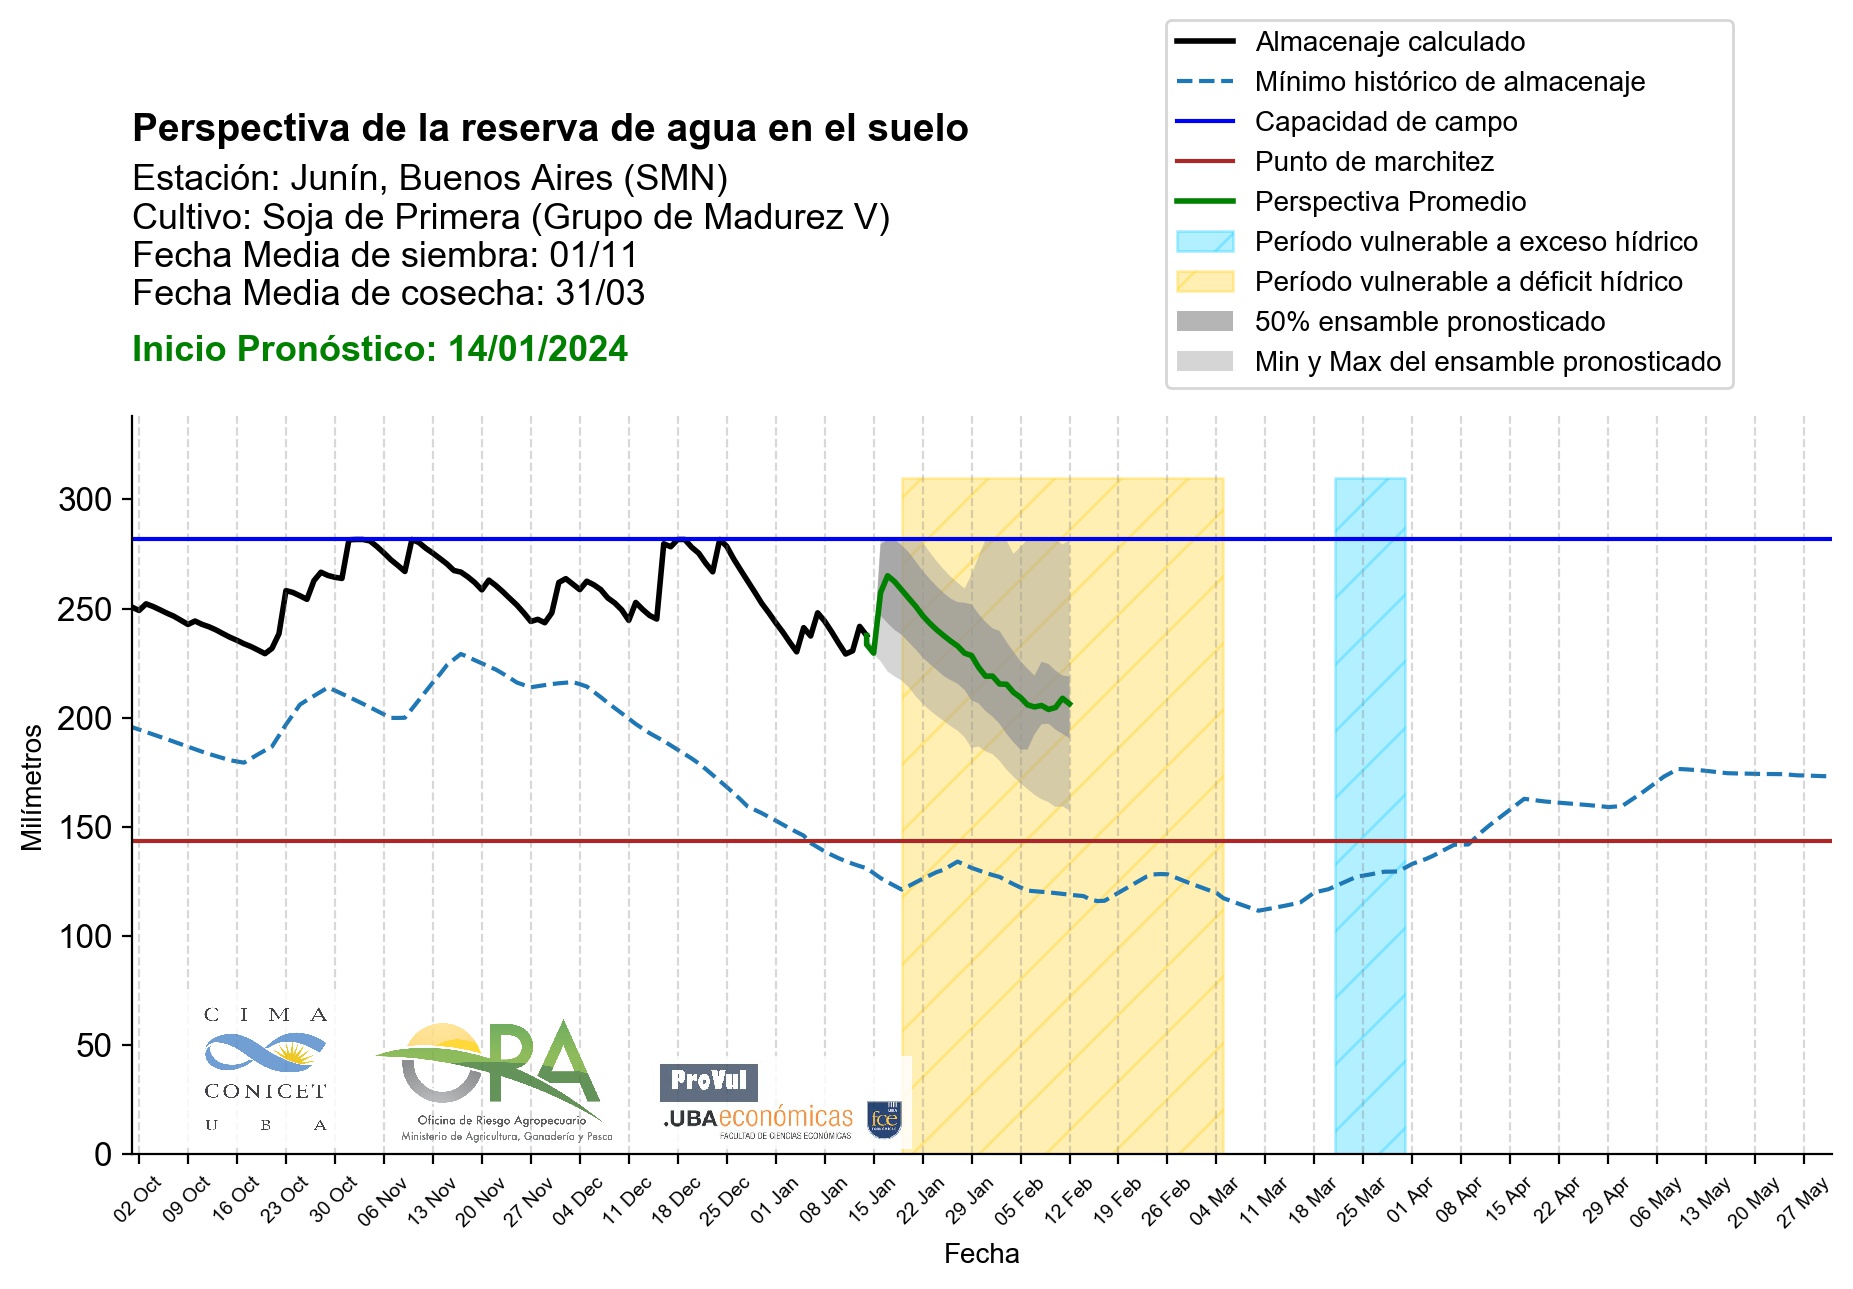 Almacenaje calculado
Mínimo histórico de almacenaje
Capacidad de campo
Punto de marchitez
Perspectiva Promedio
Período vulnerable a exceso hídrico
Período vulnerable a déficit hídrico
50% ensamble pronosticado
Min y Max del ensamble pronosticado
Perspectiva de la reserva de agua en el suelo
Estación: Junín, Buenos Aires (SMN)
Cultivo: Soja de Primera (Grupo de Madurez V)
Fecha Media de siembra: 01/11
Fecha Media de cosecha: 31/03
Inicio Pronóstico: 14/01/2024
300
250
200
150
100
50
0
Milímetros
CIMA
CONICET
UBA
ORA
Oficina de Riesgo Agropecuario
Ministerio de Agricultura, Ganadería y Pesca
ProVul
.UBAeconómicas
FACULTAD DE CIENCIAS ECONÓMICAS
fce
02 Oct
09 Oct
16 Oct
23 Oct
30 Oct
06 Nov
13 Nov
20 Nov
27 Nov
04 Dec
11 Dec
18 Dec
25 Dec
01 Jan
08 Jan
15 Jan
22 Jan
29 Jan
05 Feb
12 Feb
19 Feb
26 Feb
04 Mar
11 Mar
18 Mar
25 Mar
01 Apr
08 Apr
15 Apr
22 Apr
29 Apr
06 May
13 May
20 May
27 May
Fecha